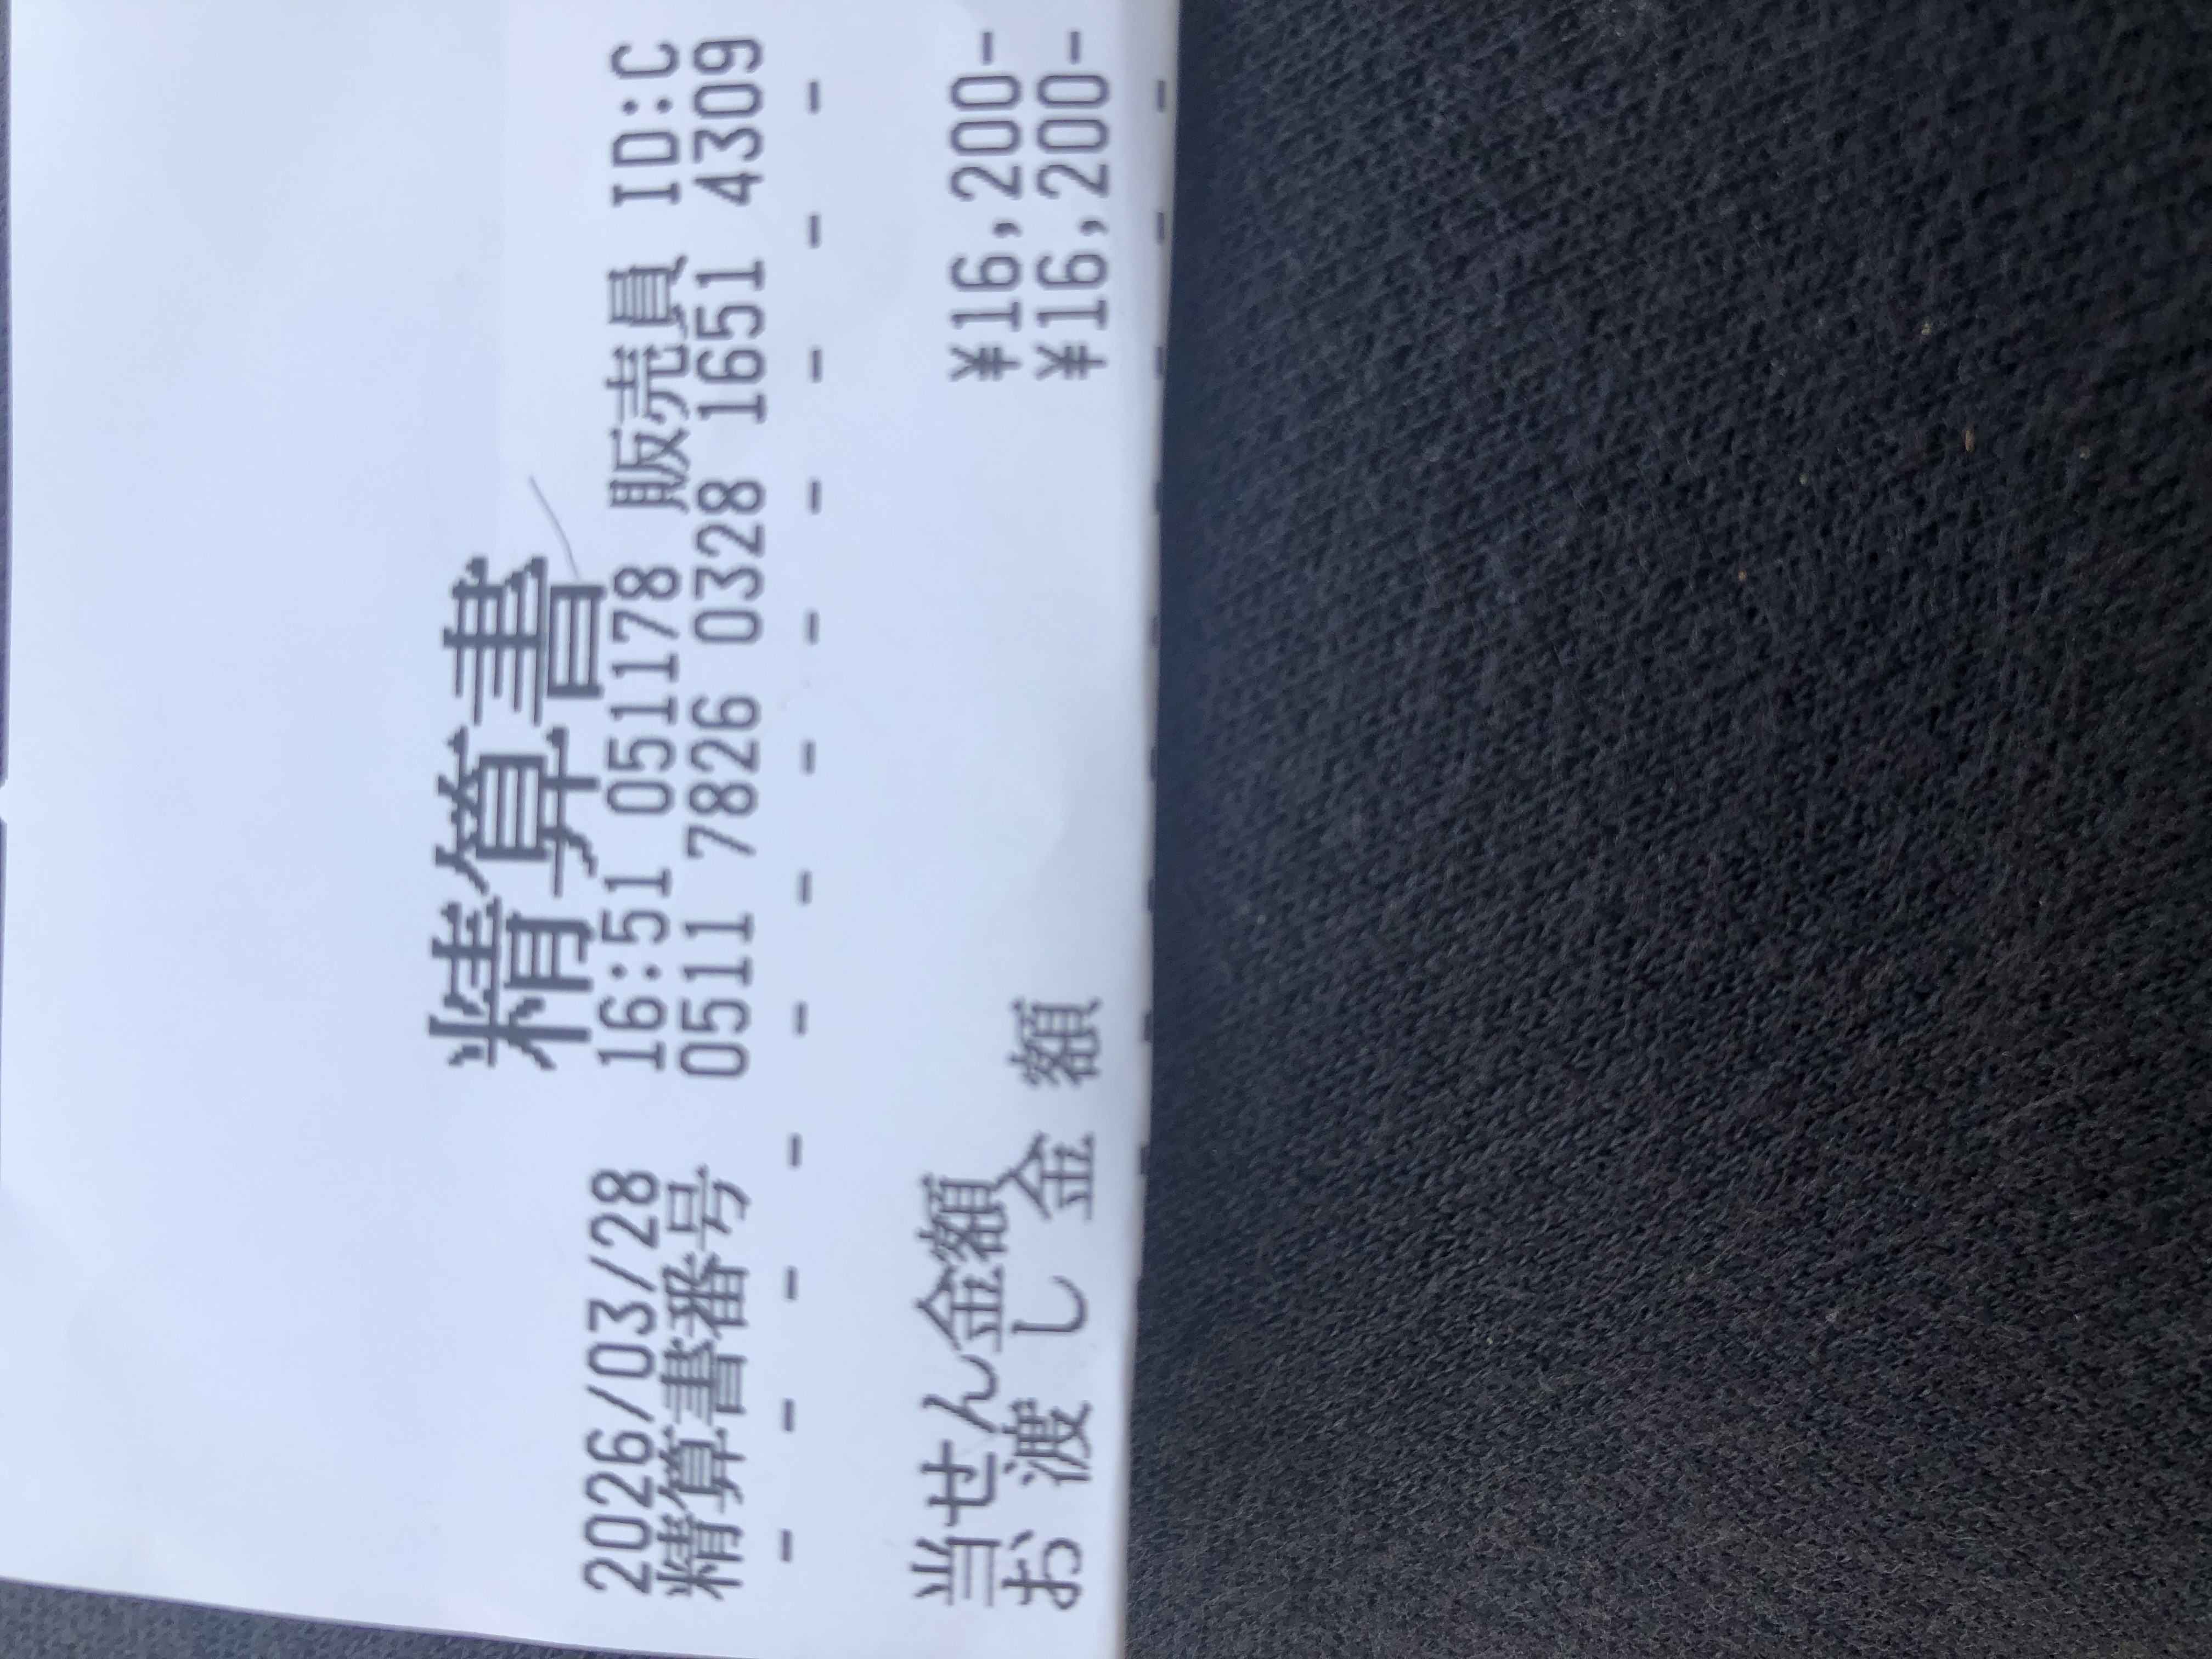 精算書
2026/03/28 16:51 051178 販売員 ID:C
精算書番号 0511 7826 0328 1651 4309
- - - - - - - - - - - -
当せん金額 ¥16,200-
お 渡 し 金 額 ¥16,200-